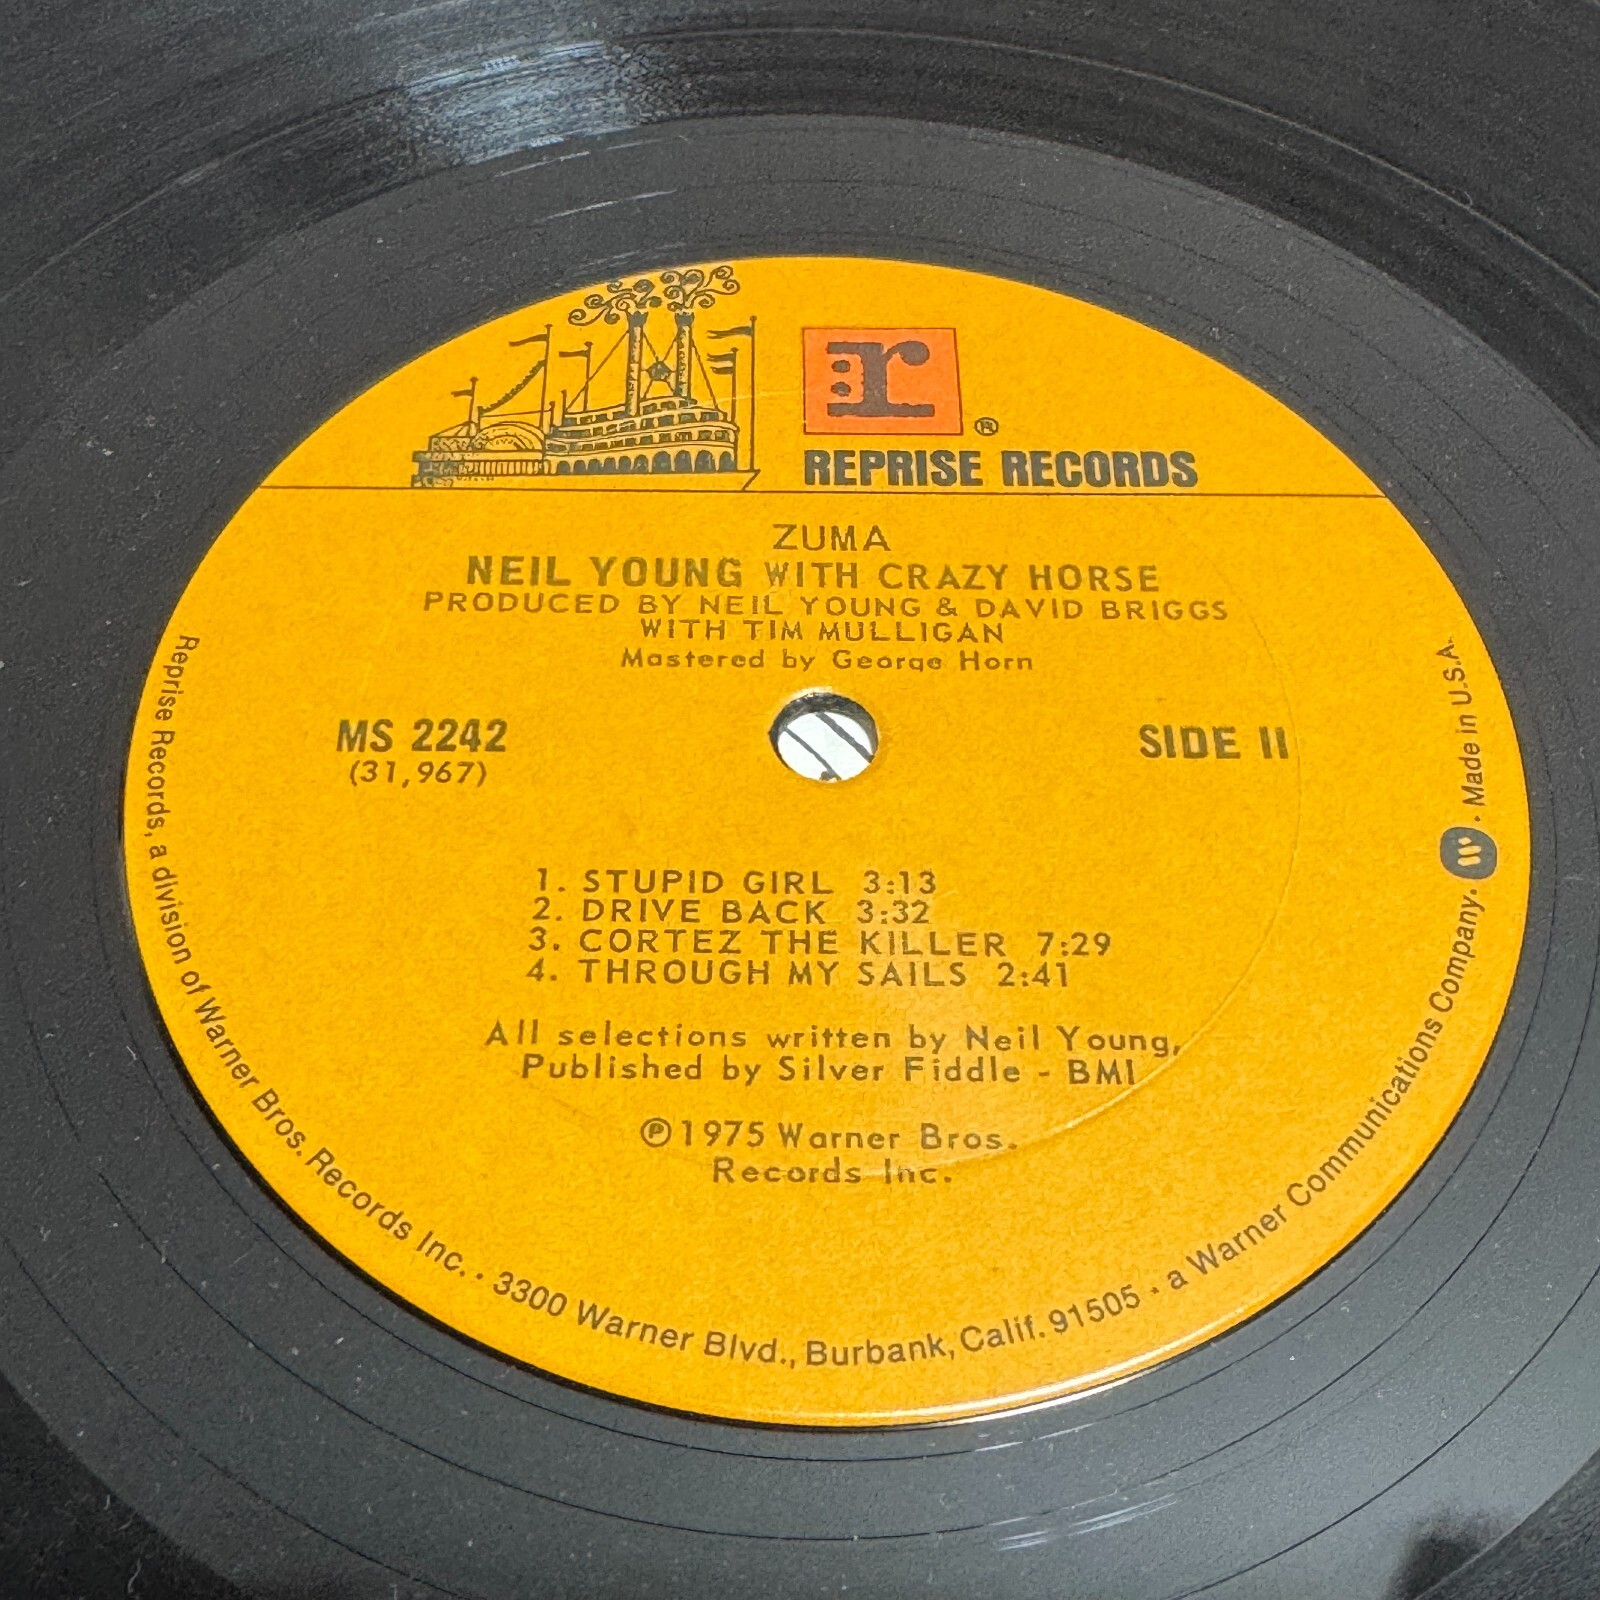 r
®
REPRISE RECORDS
ZUMA
NEIL YOUNG WITH CRAZY HORSE
PRODUCED BY NEIL YOUNG & DAVID BRIGGS
WITH TIM MULLIGAN
Mastered by George Horn
MS 2242
(31,967)
SIDE II
1. STUPID GIRL 3:13
2. DRIVE BACK 3:32
3. CORTEZ THE KILLER 7:29
4. THROUGH MY SAILS 2:41
All selections written by Neil Young,
Published by Silver Fiddle - BMI
℗1975 Warner Bros.
Records Inc.
Reprise Records, a division of Warner Bros. Records Inc. · 3300 Warner Blvd., Burbank, Calif. 91505 · a Warner Communications Company. W · Made in U.S.A.